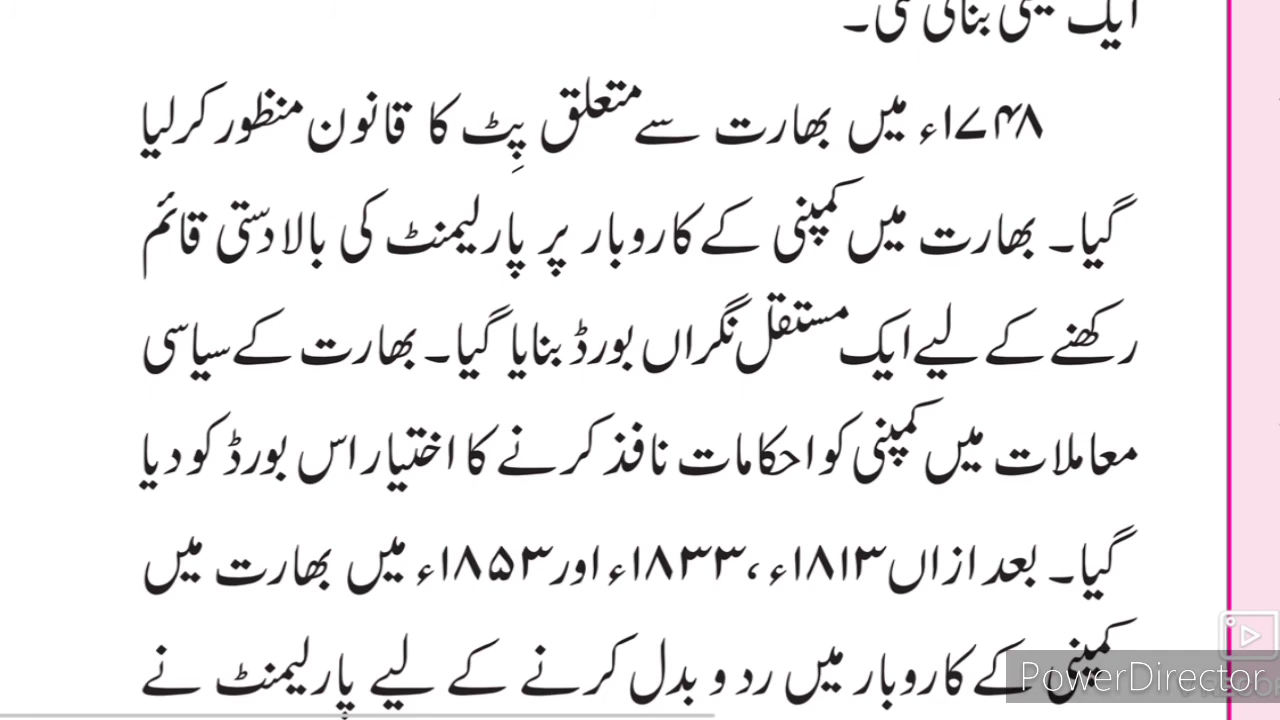 ایک بنائی گئی۔
۱۷۴۸ء میں بھارت سے متعلق پِٹ کا قانون منظور کرلیا
گیا۔ بھارت میں کمپنی کے کاروبار پر پارلیمنٹ کی بالادستی قائم
رکھنے کے لیے ایک مستقل نگراں بورڈ بنایا گیا۔ بھارت کے سیاسی
معاملات میں کمپنی کو احکامات نافذ کرنے کا اختیار اس بورڈ کو دیا
گیا۔ بعد ازاں ۱۸۱۳ء، ۱۸۳۳ء اور ۱۸۵۳ء میں بھارت میں
کمپنی کے کاروبار میں رد و بدل کرنے کے لیے پارلیمنٹ نے
PowerDirector